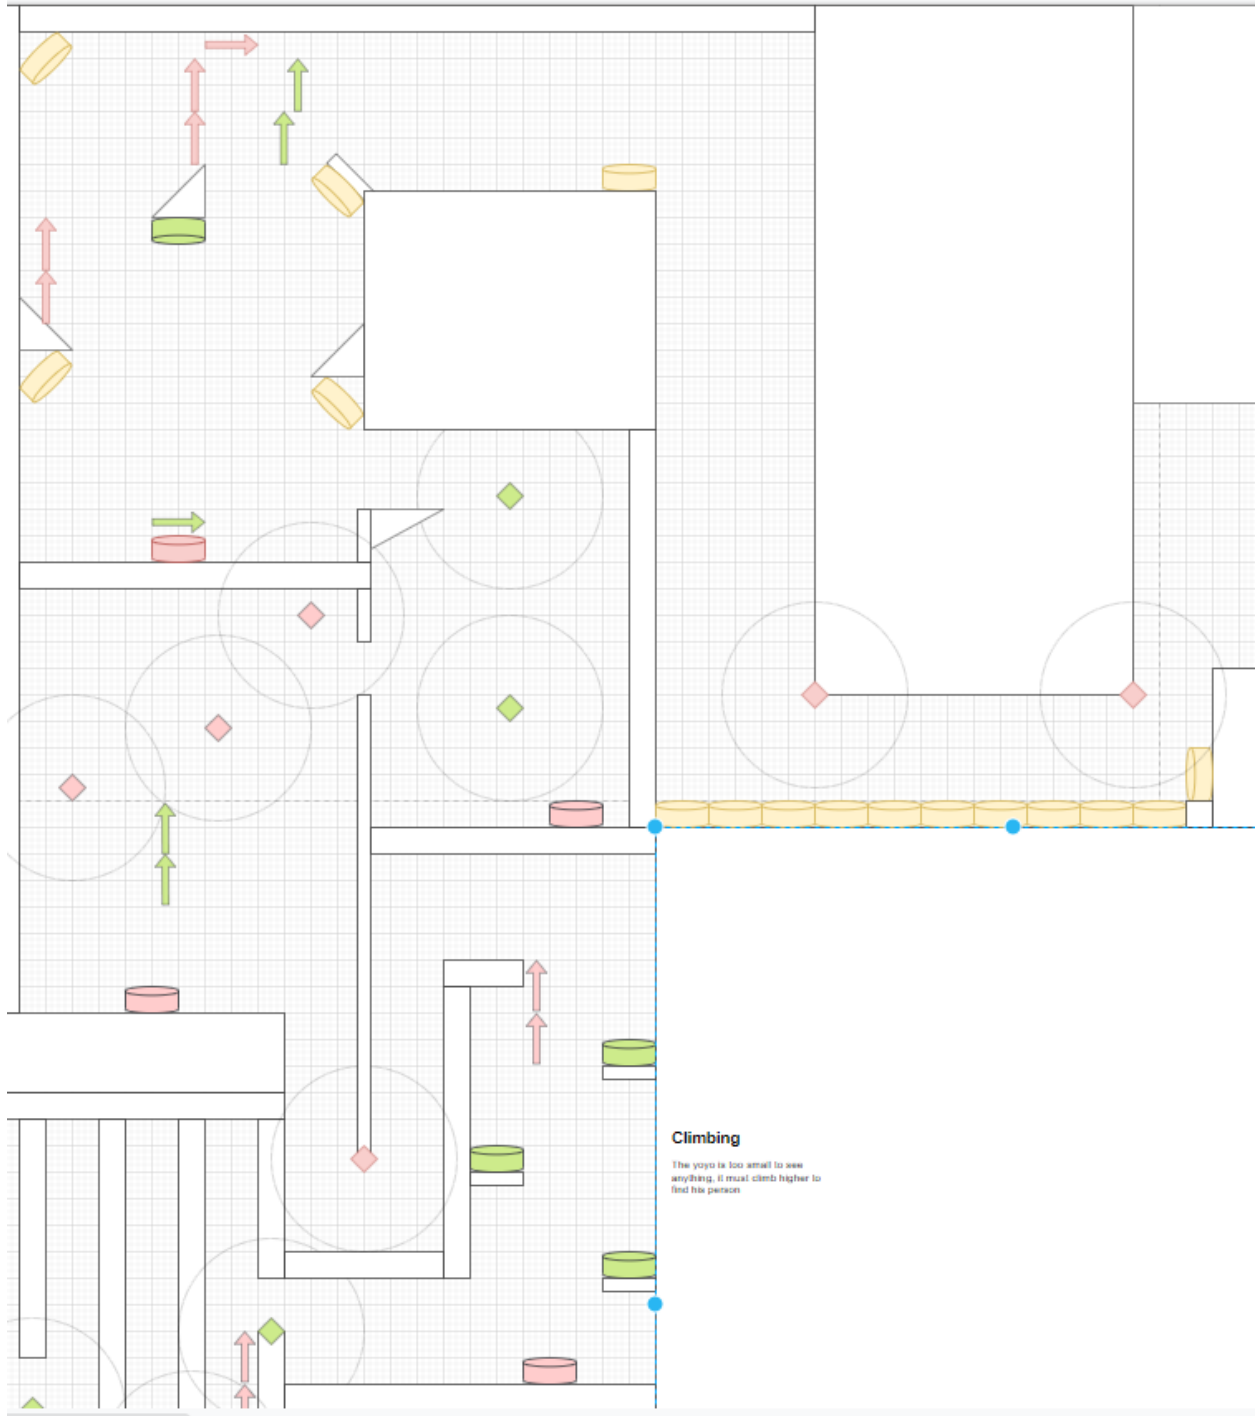 Climbing
The yoyo is too small to see
anything, it must climb higher to
find his person